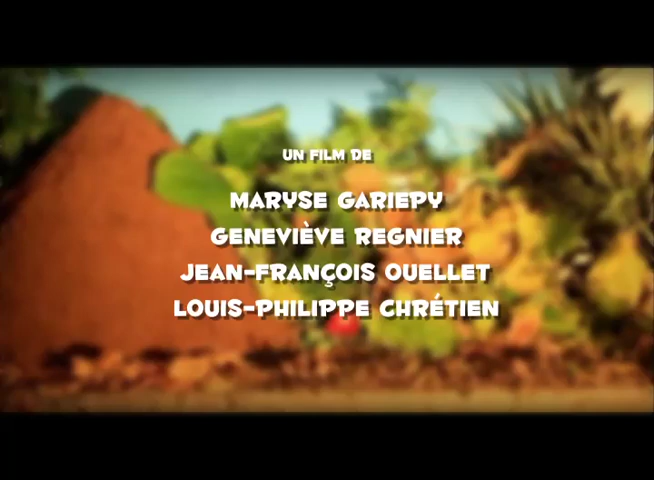 UN FILM DE
MARYSE GARIEPY
GENEVIÈVE REGNIER
JEAN-FRANÇOIS OUELLET
LOUIS-PHILIPPE CHRÉTIEN